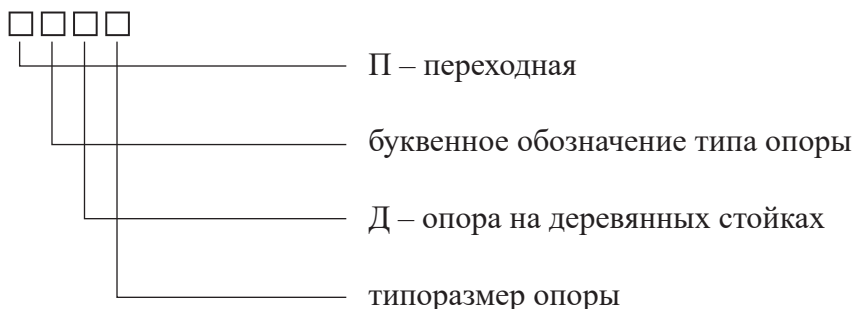 П – переходная
буквенное обозначение типа опоры
Д – опора на деревянных стойках
типоразмер опоры